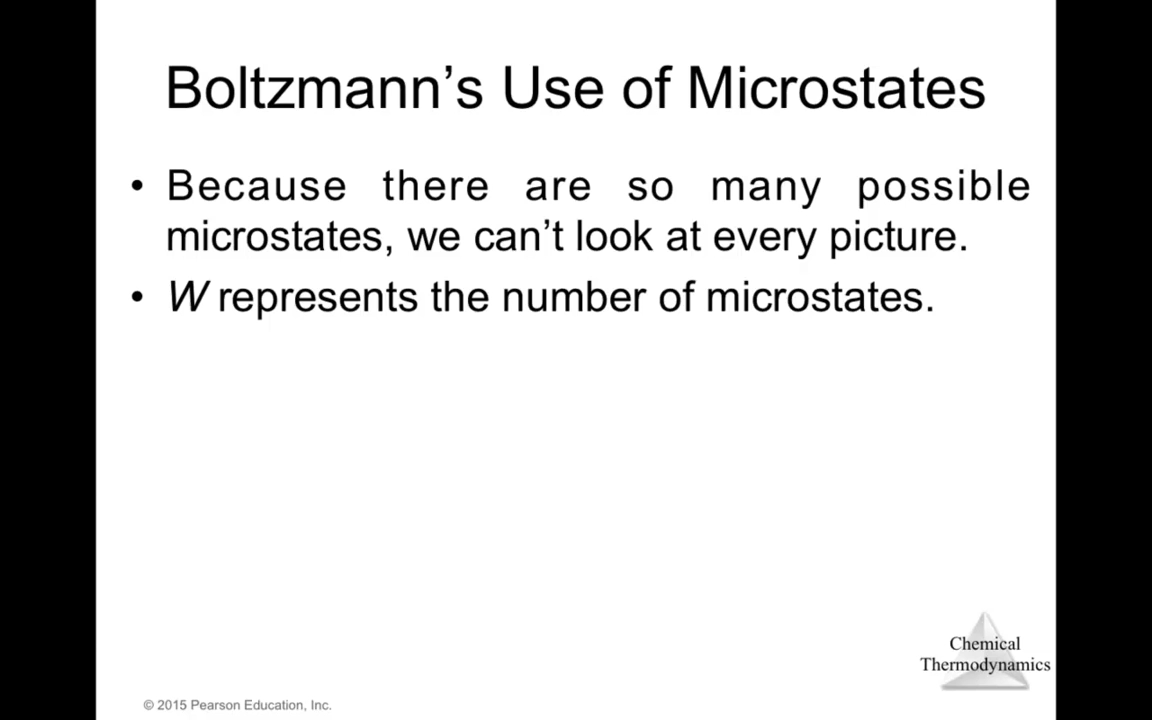 Boltzmann’s Use of Microstates
• Because there are so many possible
microstates, we can’t look at every picture.
• W represents the number of microstates.
Chemical
Thermodynamics
© 2015 Pearson Education, Inc.